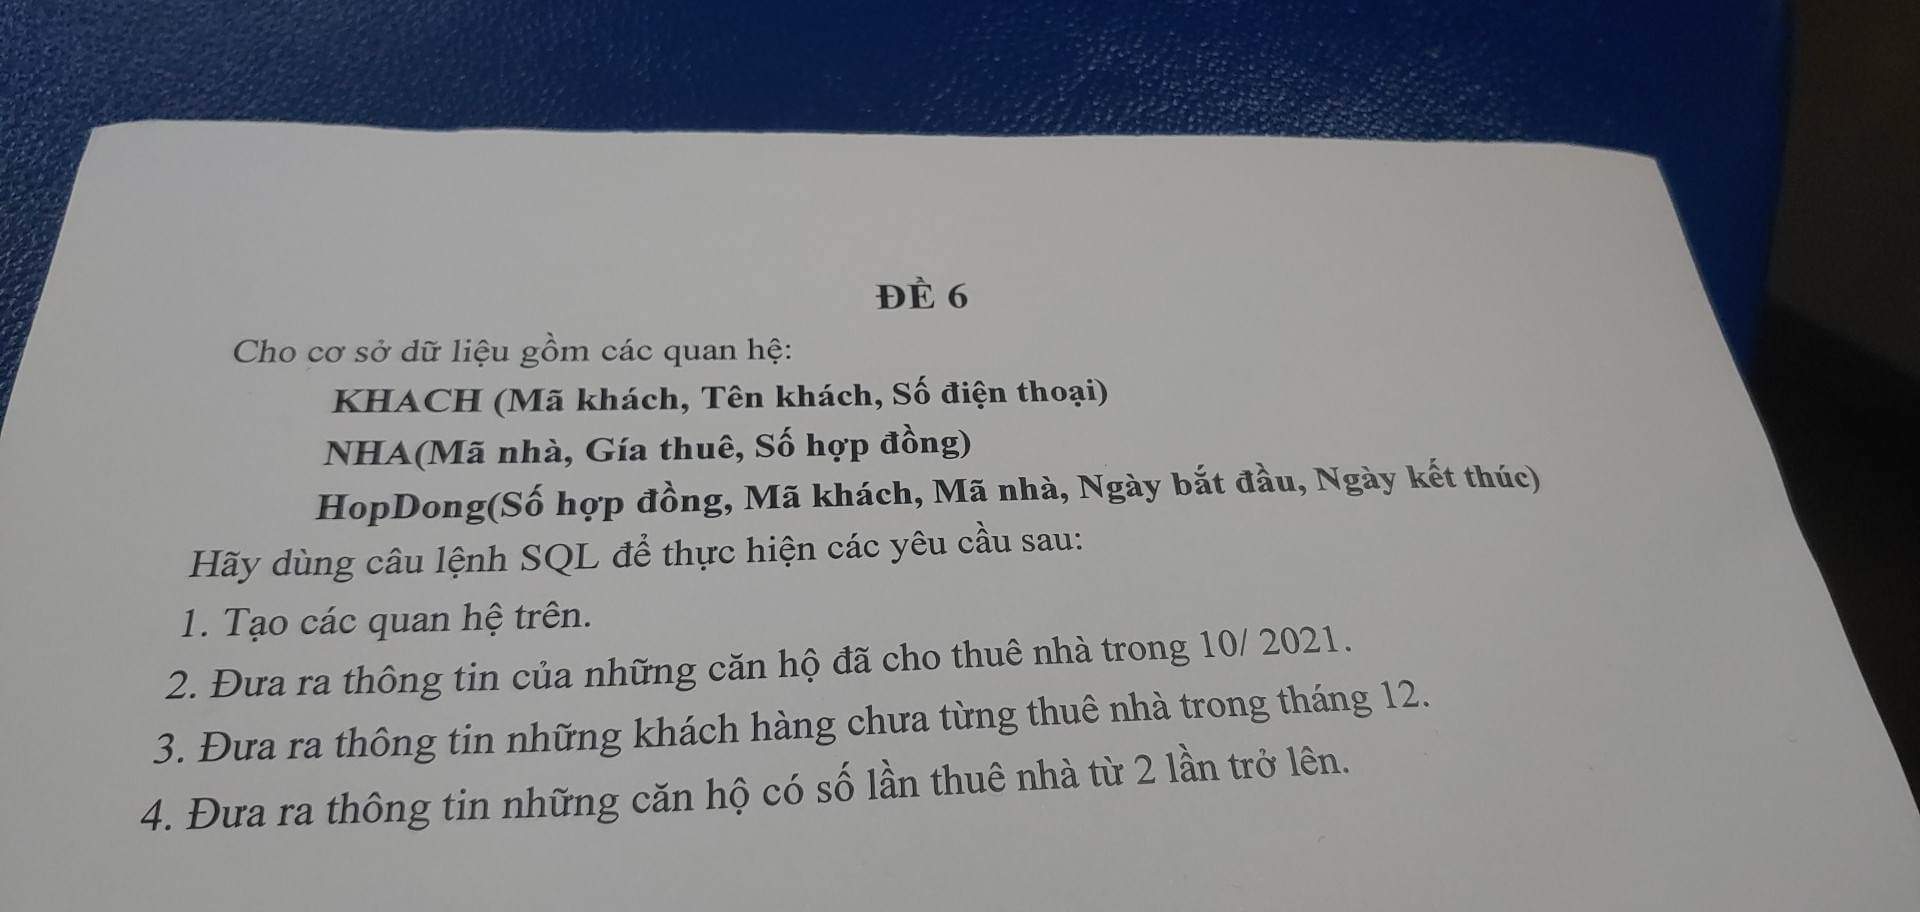 ĐỀ 6
Cho cơ sở dữ liệu gồm các quan hệ:
KHACH (Mã khách, Tên khách, Số điện thoại)
NHA(Mã nhà, Gía thuê, Số hợp đồng)
HopDong(Số hợp đồng, Mã khách, Mã nhà, Ngày bắt đầu, Ngày kết thúc)
Hãy dùng câu lệnh SQL để thực hiện các yêu cầu sau:
1. Tạo các quan hệ trên.
2. Đưa ra thông tin của những căn hộ đã cho thuê nhà trong 10/ 2021.
3. Đưa ra thông tin những khách hàng chưa từng thuê nhà trong tháng 12.
4. Đưa ra thông tin những căn hộ có số lần thuê nhà từ 2 lần trở lên.